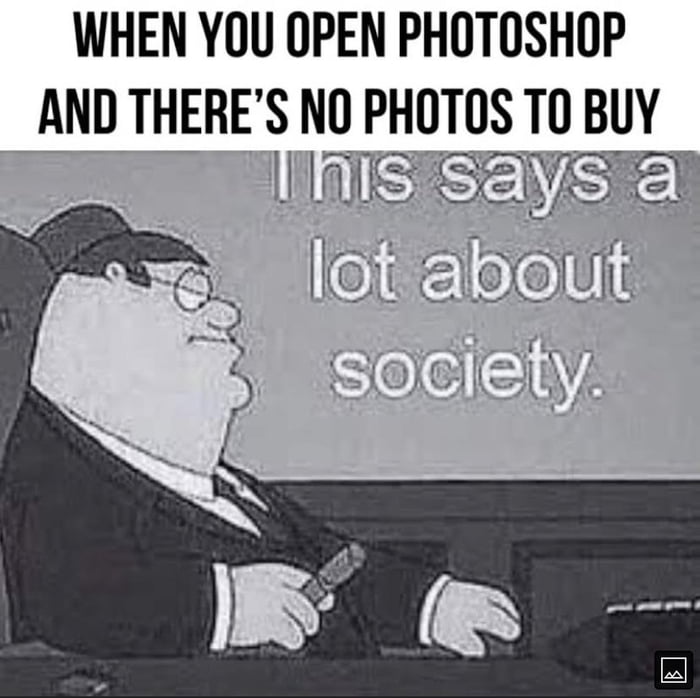 WHEN YOU OPEN PHOTOSHOP
AND THERE'S NO PHOTOS TO BUY
This says a
lot about
society.